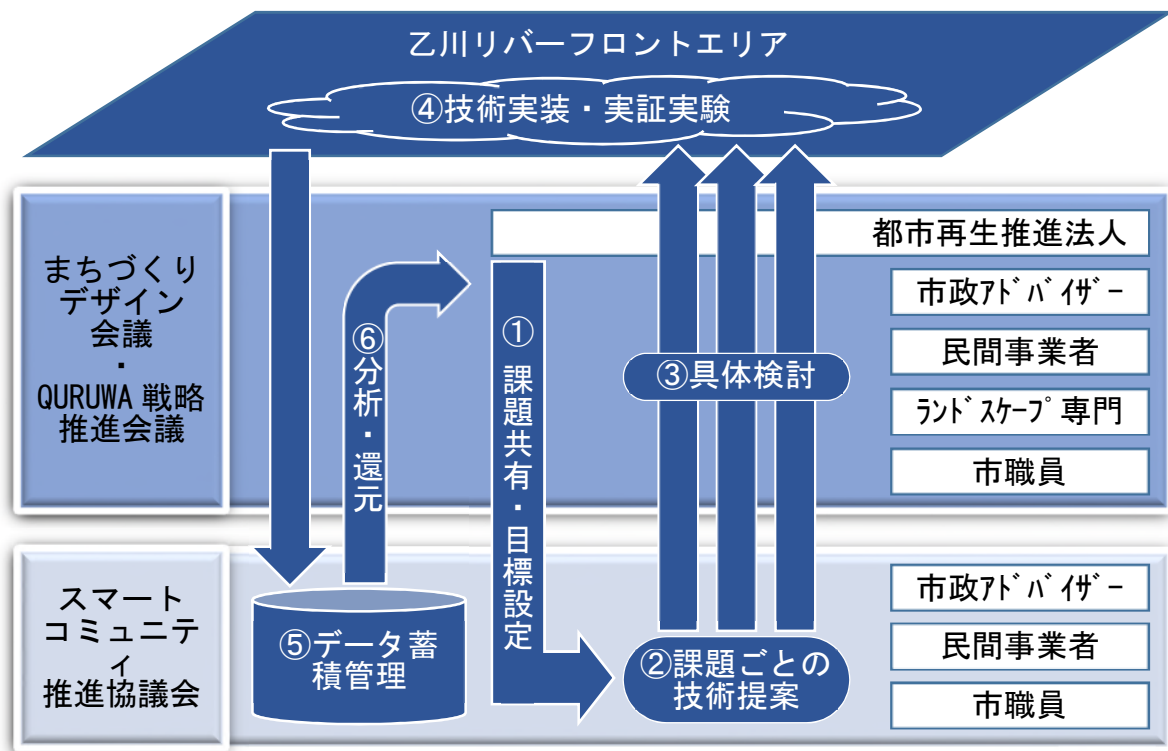 乙川リバーフロントエリア
④技術実装・実証実験
まちづくり
デザイン
会議
・
QURUWA 戦略
推進会議
都市再生推進法人
市政ｱﾄﾞﾊﾞｲｻﾞｰ
民間事業者
ﾗﾝﾄﾞｽｹｰﾌﾟ専門
市職員
⑥分析・還元
①課題共有・目標設定
③具体検討
スマート
コミュニテ
ィ
推進協議会
⑤データ蓄
積管理
②課題ごとの
技術提案
市政ｱﾄﾞﾊﾞｲｻﾞｰ
民間事業者
市職員